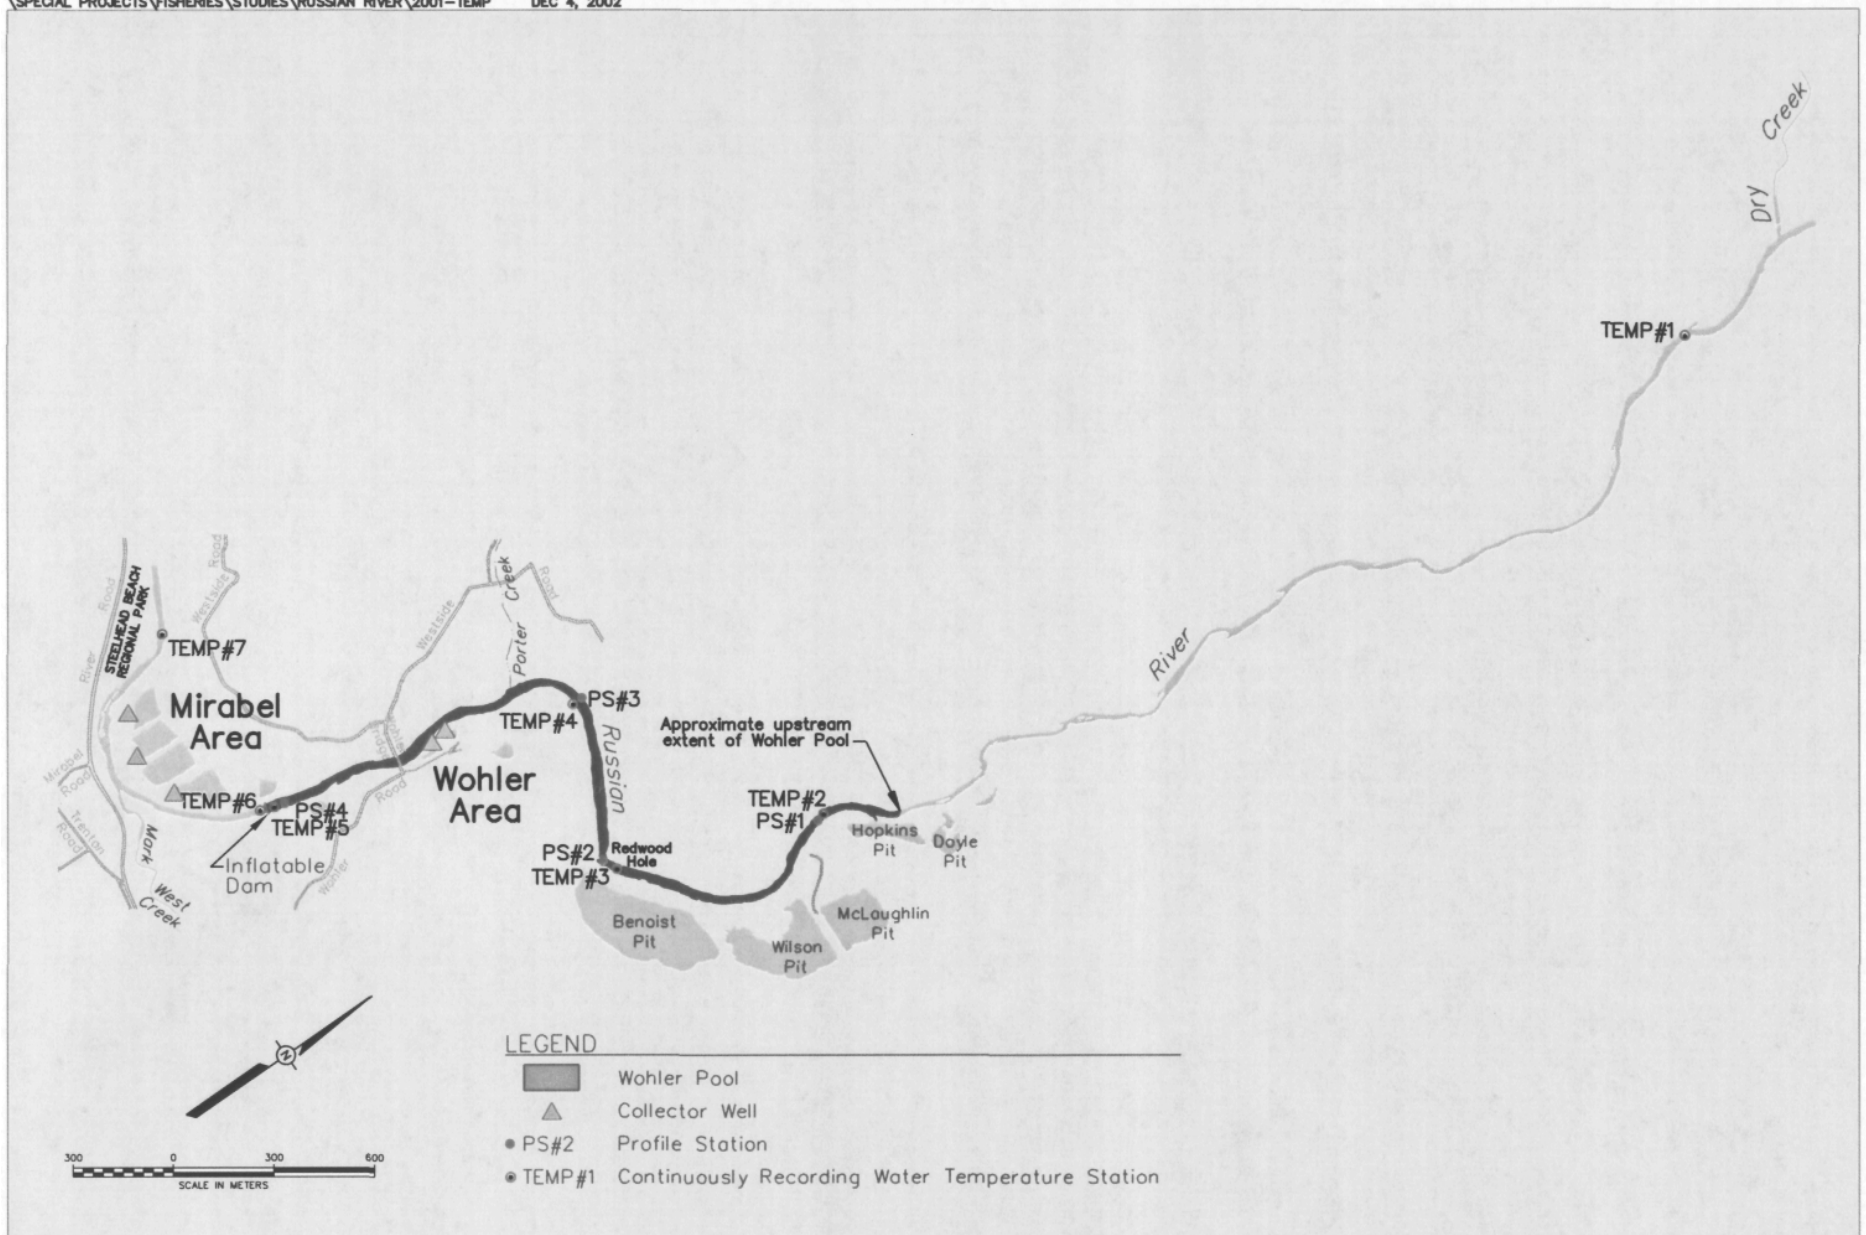 \SPECIAL PROJECTS\FISHERIES\STUDIES\RUSSIAN RIVER\2001-TEMP DEC 4, 2002
Creek
Dry
TEMP#1
River
Road
STEELHEAD BEACH
REGIONAL PARK
River
Road
Westside
TEMP#7
Mirabel
Area
Mirabel
Road
Trenton
Road
Mark
West
Creek
TEMP#6
PS#4
TEMP#5
Inflatable
Dam
Westside
Road
Porter
Creek
Wohler
Road
Wohler
Area
PS#3
TEMP#4
Russian
Approximate upstream
extent of Wohler Pool
TEMP#2
PS#1
Hopkins
Pit
Doyle
Pit
PS#2
TEMP#3
Redwood
Hole
Benoist
Pit
Wilson
Pit
McLaughlin
Pit
N
300 0 300 600
SCALE IN METERS
LEGEND
Wohler Pool
Collector Well
PS#2 Profile Station
TEMP#1 Continuously Recording Water Temperature Station